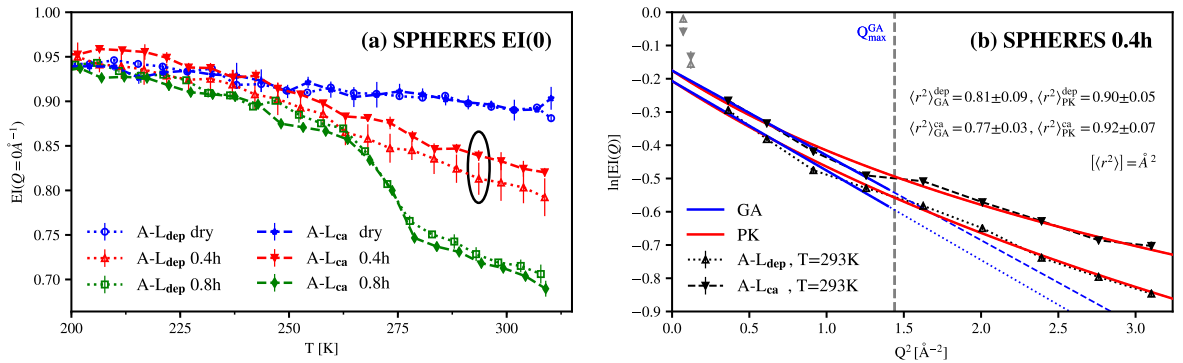 (a) SPHERES EI(0)
EI(Q = 0Å⁻¹)
1.00
0.95
0.90
0.85
0.80
0.75
0.70
A-L_dep dry
A-L_dep 0.4h
A-L_dep 0.8h
A-L_ca dry
A-L_ca 0.4h
A-L_ca 0.8h
200 225 250 275 300
T [K]
(b) SPHERES 0.4h
Q_max^GA
ln[EI(Q)]
0.0
−0.1
−0.2
−0.3
−0.4
−0.5
−0.6
−0.7
−0.8
−0.9
⟨r²⟩_GA^dep = 0.81±0.09 , ⟨r²⟩_PK^dep = 0.90±0.05
⟨r²⟩_GA^ca = 0.77±0.03 , ⟨r²⟩_PK^ca = 0.92±0.07
[⟨r²⟩] = Å²
GA
PK
A-L_dep , T=293K
A-L_ca , T=293K
0.0 0.5 1.0 1.5 2.0 2.5 3.0
Q² [Å⁻²]